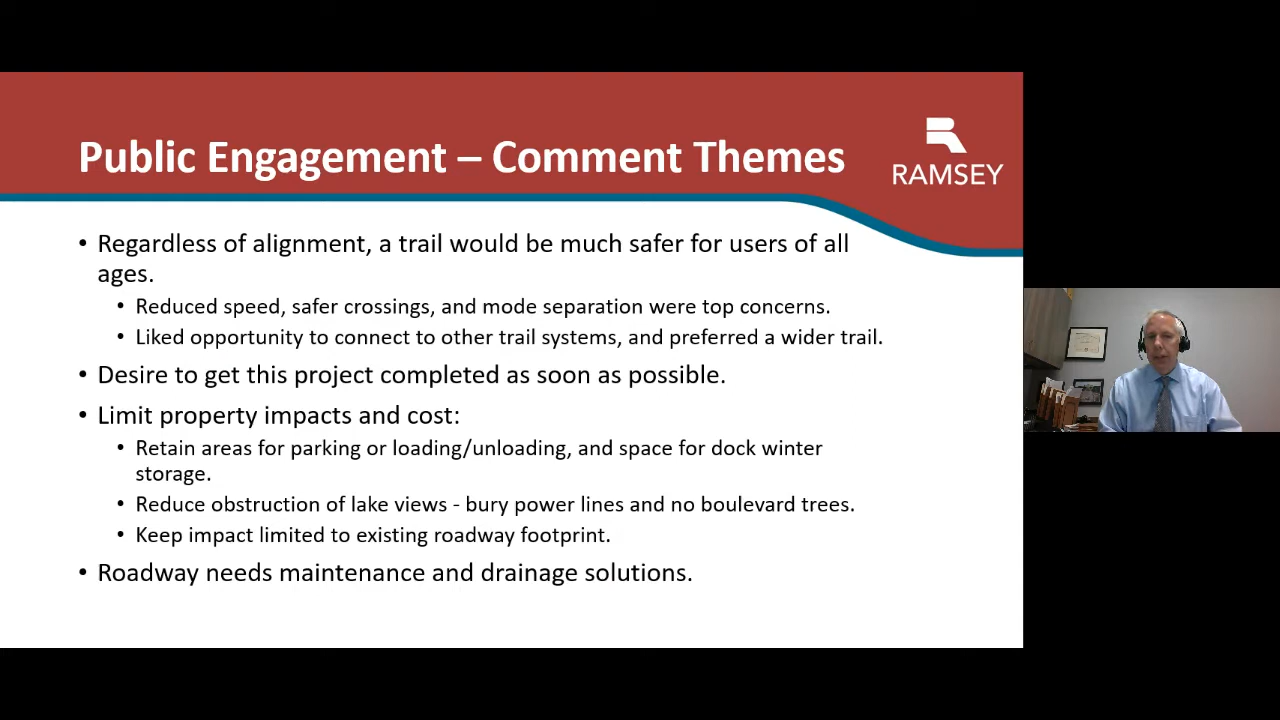 Public Engagement – Comment Themes
RAMSEY
• Regardless of alignment, a trail would be much safer for users of all
ages.
• Reduced speed, safer crossings, and mode separation were top concerns.
• Liked opportunity to connect to other trail systems, and preferred a wider trail.
• Desire to get this project completed as soon as possible.
• Limit property impacts and cost:
• Retain areas for parking or loading/unloading, and space for dock winter
storage.
• Reduce obstruction of lake views - bury power lines and no boulevard trees.
• Keep impact limited to existing roadway footprint.
• Roadway needs maintenance and drainage solutions.